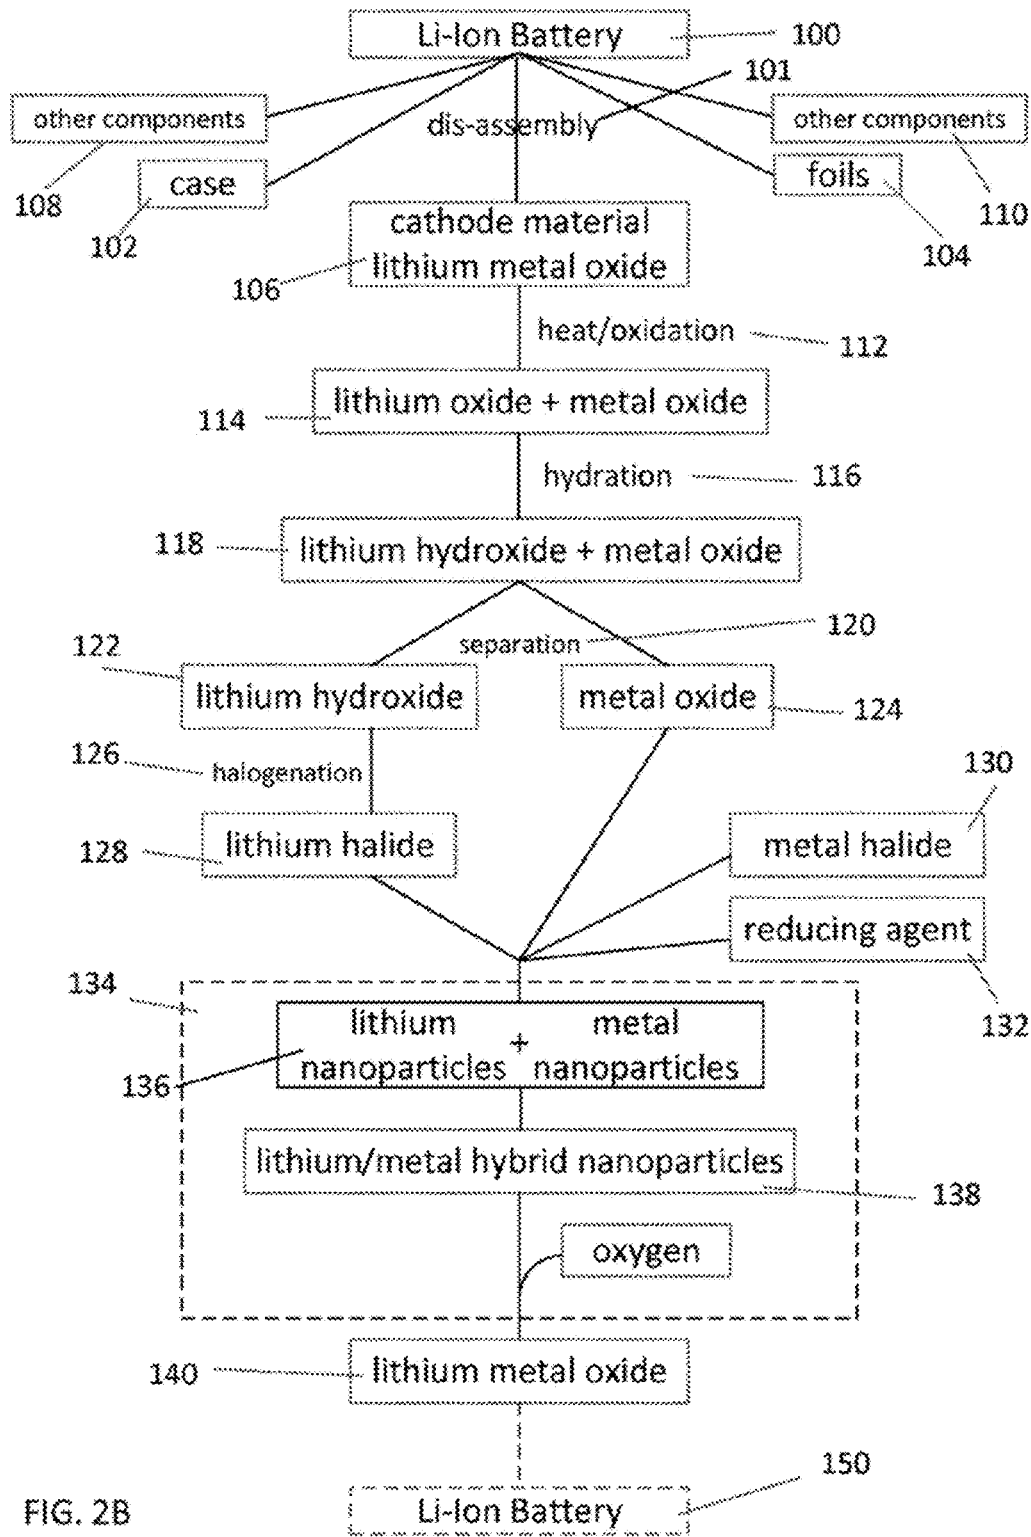 Li-Ion Battery
100
101
other components
dis-assembly
other components
case
foils
108
102
110
104
cathode material
lithium metal oxide
106
heat/oxidation
112
lithium oxide + metal oxide
114
hydration
116
118
lithium hydroxide + metal oxide
separation
120
122
lithium hydroxide
metal oxide
124
126
halogenation
130
lithium halide
128
metal halide
reducing agent
132
134
lithium metal
nanoparticles + nanoparticles
136
lithium/metal hybrid nanoparticles
138
oxygen
lithium metal oxide
140
150
Li-Ion Battery
FIG. 2B